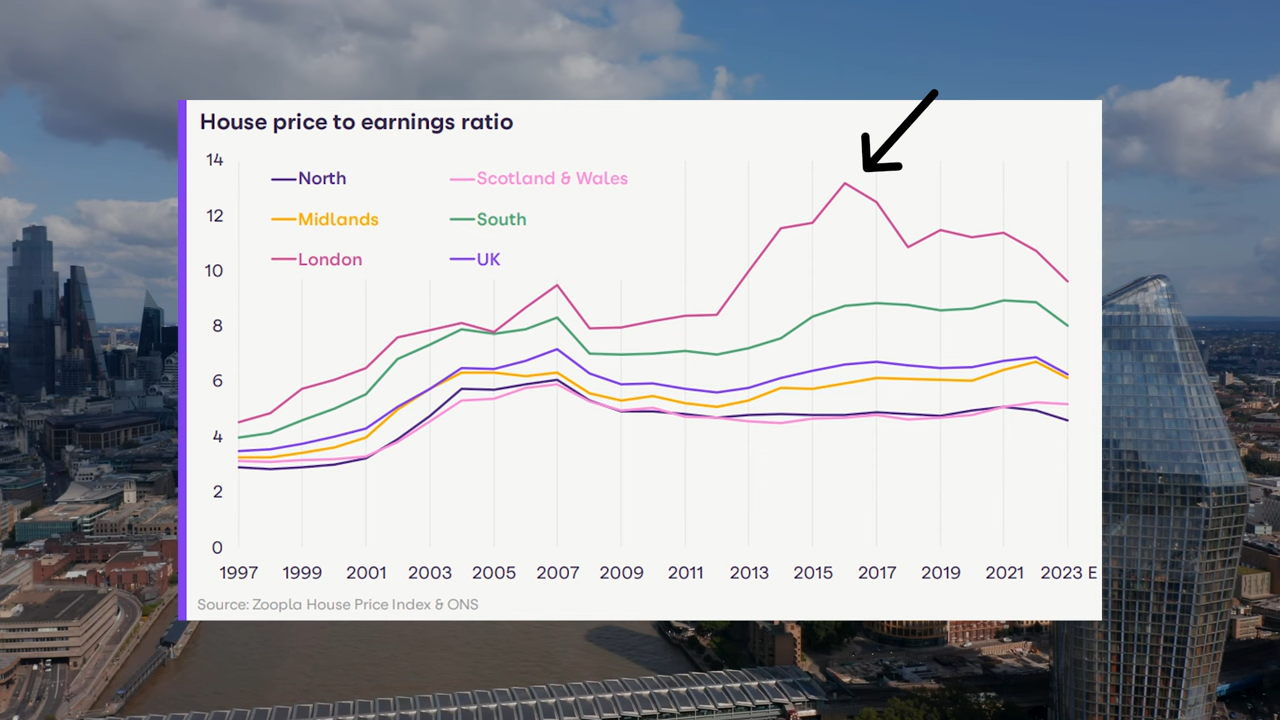 House price to earnings ratio
14
12
10
8
6
4
2
0
North
Scotland & Wales
Midlands
South
London
UK
1997 1999 2001 2003 2005 2007 2009 2011 2013 2015 2017 2019 2021 2023 E
Source: Zoopla House Price Index & ONS